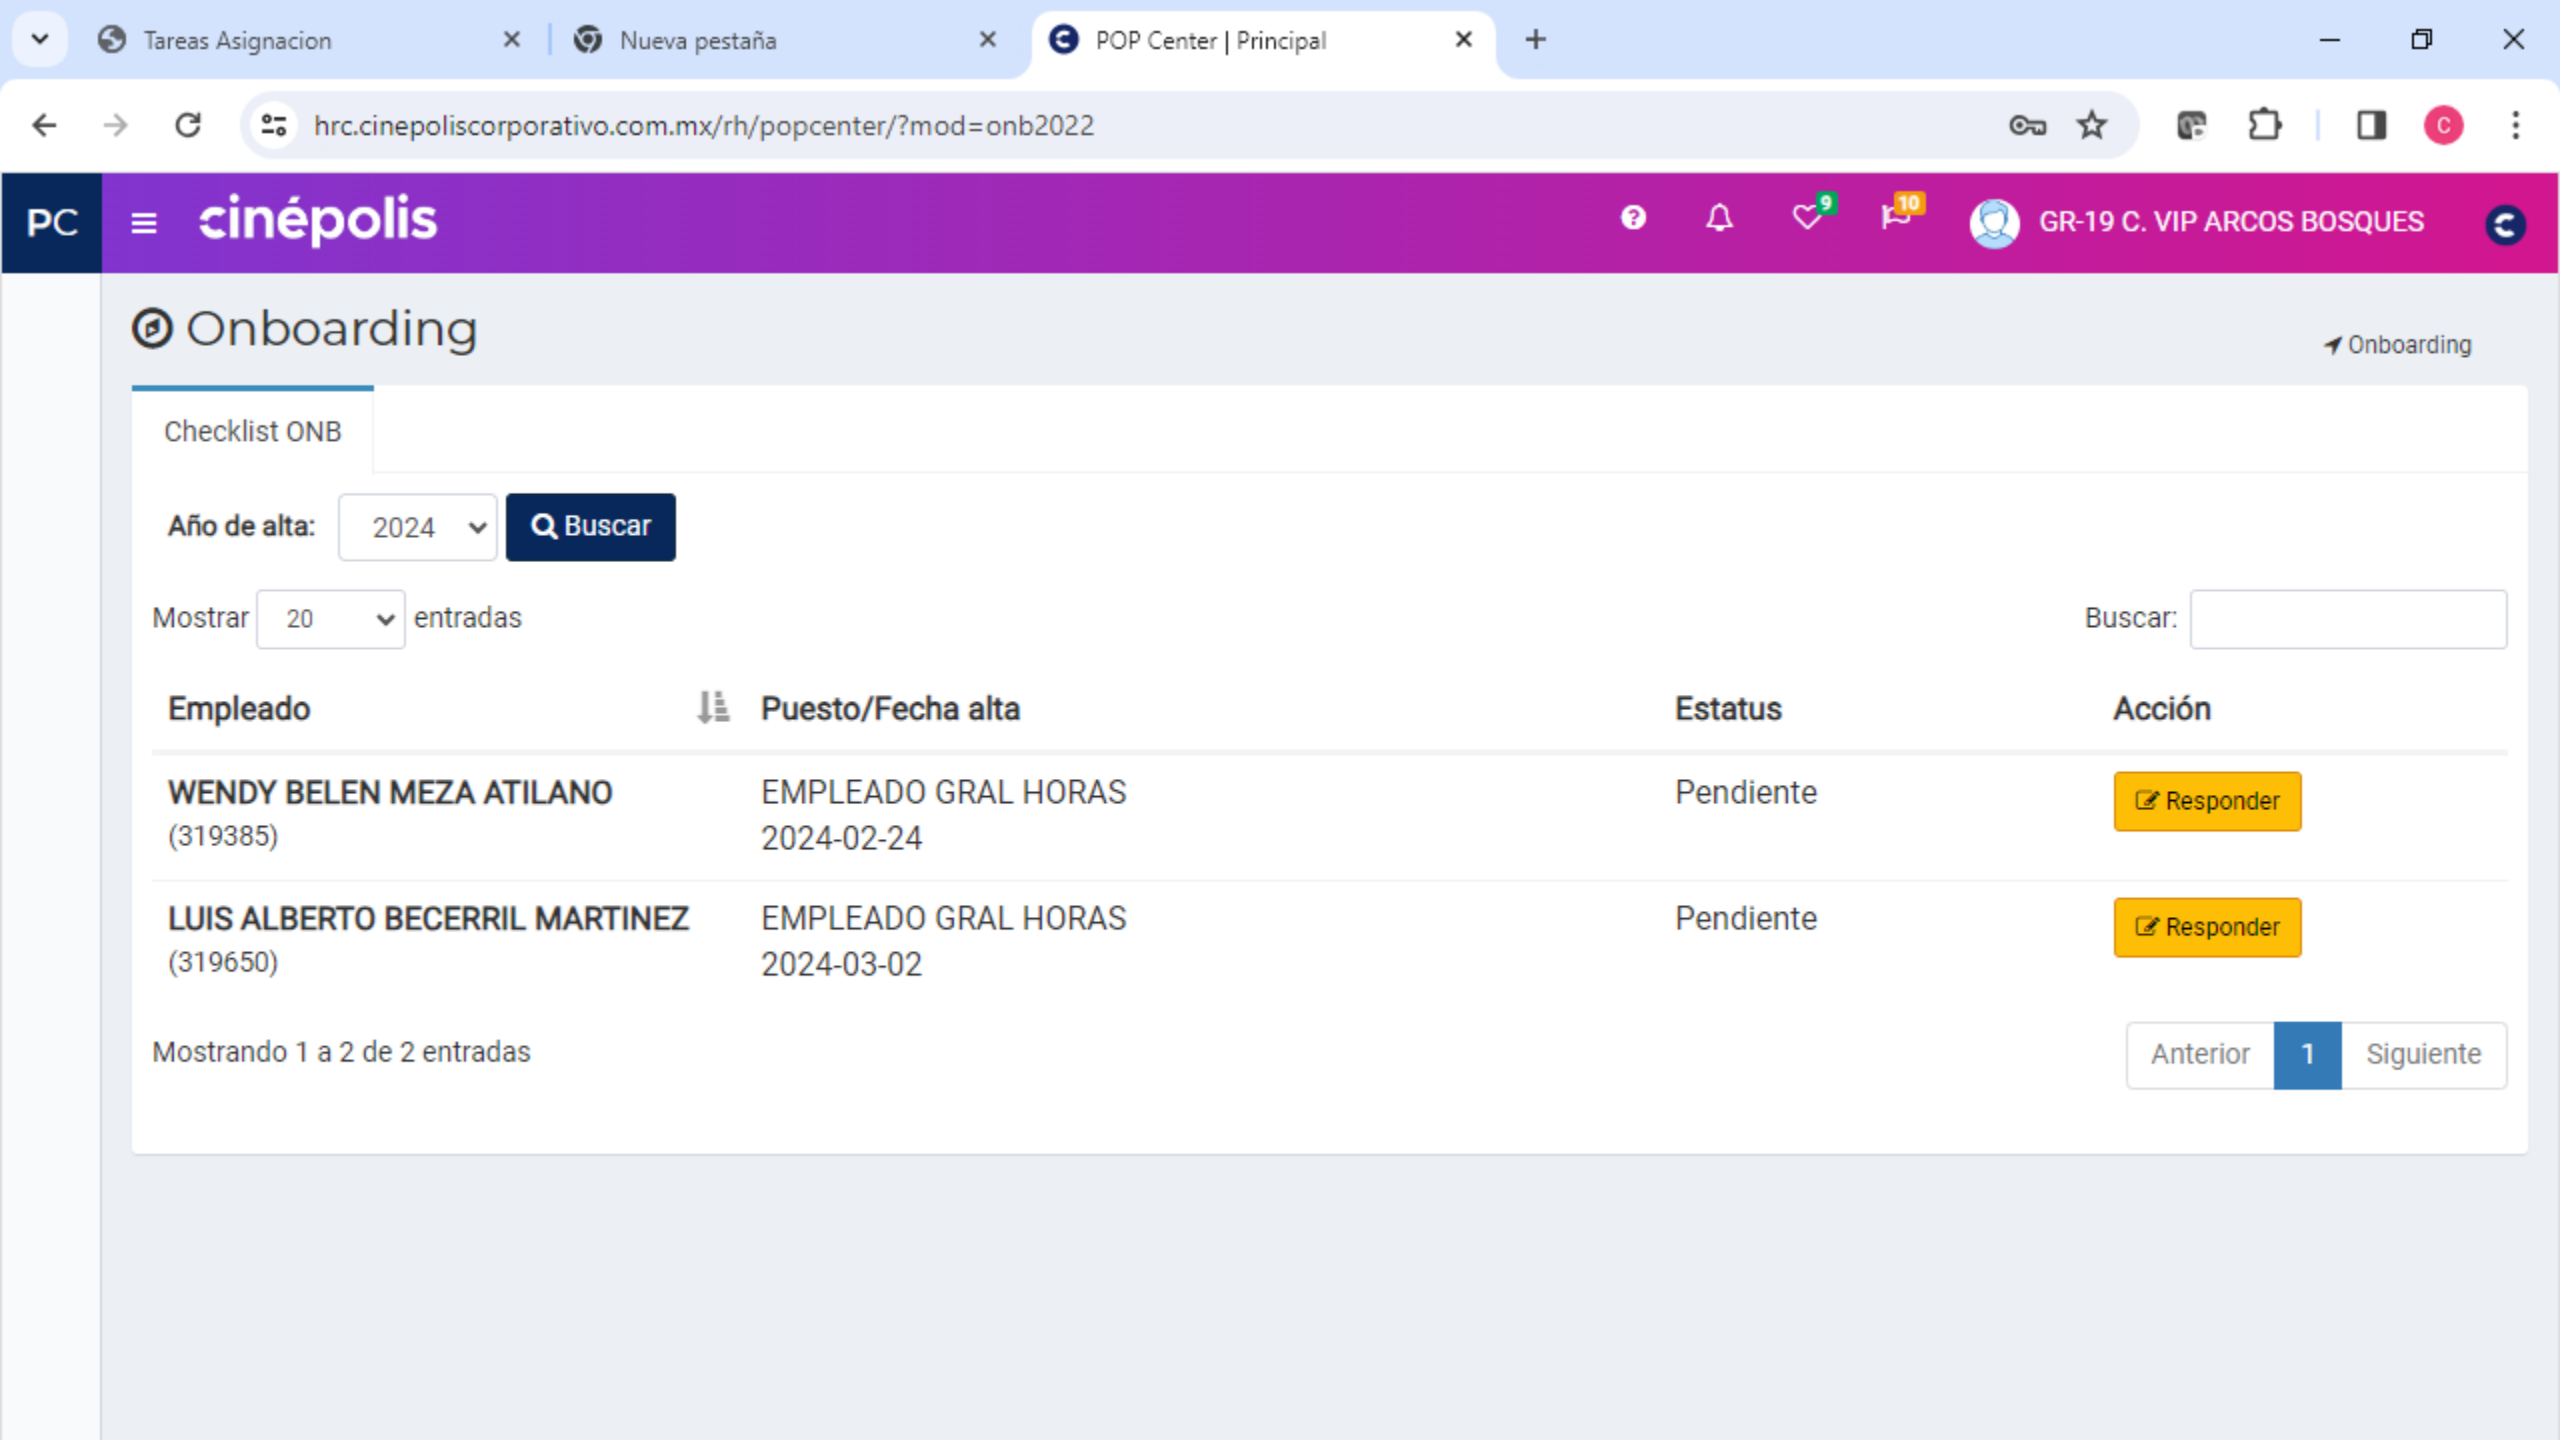 Tareas Asignacion
Nueva pestaña
POP Center | Principal
hrc.cinepoliscorporativo.com.mx/rh/popcenter/?mod=onb2022
C
PC
cinépolis
9
10
GR-19 C. VIP ARCOS BOSQUES
Onboarding
Onboarding
Checklist ONB
Año de alta: 2024 Buscar
Mostrar 20 entradas
Buscar:
Empleado Puesto/Fecha alta Estatus Acción
WENDY BELEN MEZA ATILANO EMPLEADO GRAL HORAS Pendiente Responder
(319385) 2024-02-24
LUIS ALBERTO BECERRIL MARTINEZ EMPLEADO GRAL HORAS Pendiente Responder
(319650) 2024-03-02
Mostrando 1 a 2 de 2 entradas
Anterior 1 Siguiente